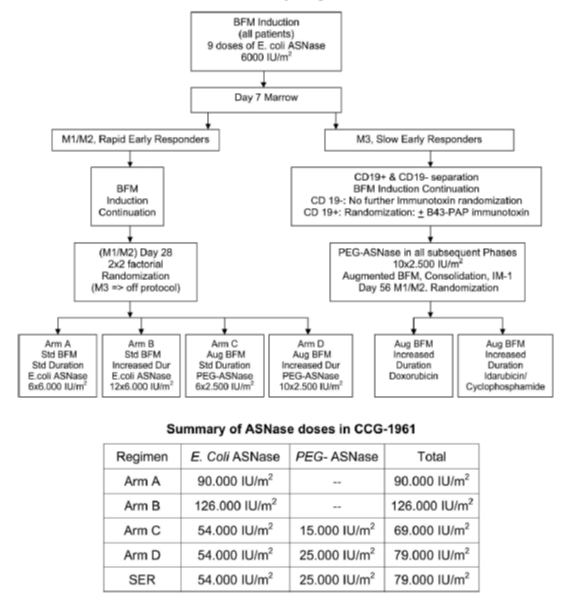 BFM Induction
(all patients)
9 doses of E. coli ASNase
6000 IU/m²
Day 7 Marrow
M1/M2, Rapid Early Responders
M3, Slow Early Responders
BFM
Induction
Continuation
CD19+ & CD19- separation
BFM Induction Continuation
CD 19-: No further Immunotoxin randomization
CD 19+: Randomization: ± B43-PAP immunotoxin
(M1/M2) Day 28
2x2 factorial
Randomization
(M3 => off protocol)
PEG-ASNase in all subsequent Phases
10x2.500 IU/m²
Augmented BFM, Consolidation, IM-1
Day 56 M1/M2. Randomization
Arm A
Std BFM
Std Duration
E.coli ASNase
6x6.000 IU/m²
Arm B
Std BFM
Increased Dur
E.coli ASNase
12x6.000 IU/m²
Arm C
Aug BFM
Std Duration
PEG-ASNase
6x2.500 IU/m²
Arm D
Aug BFM
Increased Dur
PEG-ASNase
10x2.500 IU/m²
Aug BFM
Increased
Duration
Doxorubicin
Aug BFM
Increased
Duration
Idarubicin/
Cyclophosphamide
Summary of ASNase doses in CCG-1961
Regimen E. Coli ASNase PEG- ASNase Total
Arm A 90.000 IU/m² -- 90.000 IU/m²
Arm B 126.000 IU/m² -- 126.000 IU/m²
Arm C 54.000 IU/m² 15.000 IU/m² 69.000 IU/m²
Arm D 54.000 IU/m² 25.000 IU/m² 79.000 IU/m²
SER 54.000 IU/m² 25.000 IU/m² 79.000 IU/m²